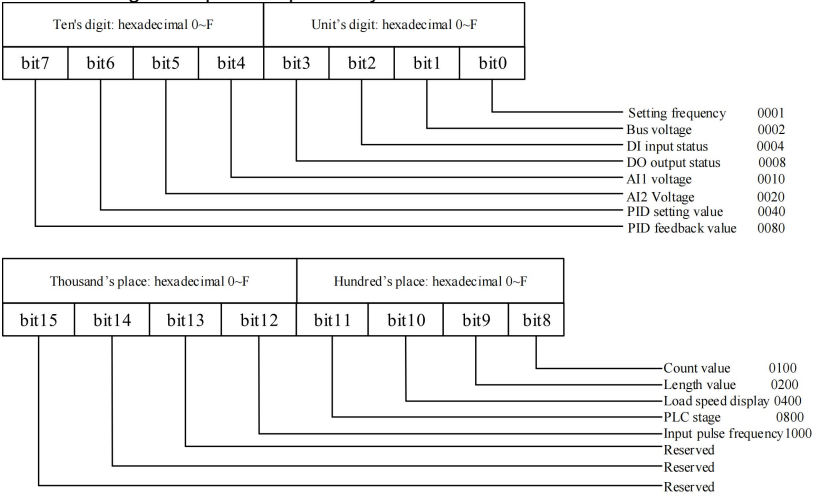 Ten's digit: hexadecimal 0~F Unit's digit: hexadecimal 0~F
bit7 bit6 bit5 bit4 bit3 bit2 bit1 bit0
Setting frequency 0001
Bus voltage 0002
DI input status 0004
DO output status 0008
AI1 voltage 0010
AI2 Voltage 0020
PID setting value 0040
PID feedback value 0080
Thousand's place: hexadecimal 0~F Hundred's place: hexadecimal 0~F
bit15 bit14 bit13 bit12 bit11 bit10 bit9 bit8
Count value 0100
Length value 0200
Load speed display 0400
PLC stage 0800
Input pulse frequency 1000
Reserved
Reserved
Reserved